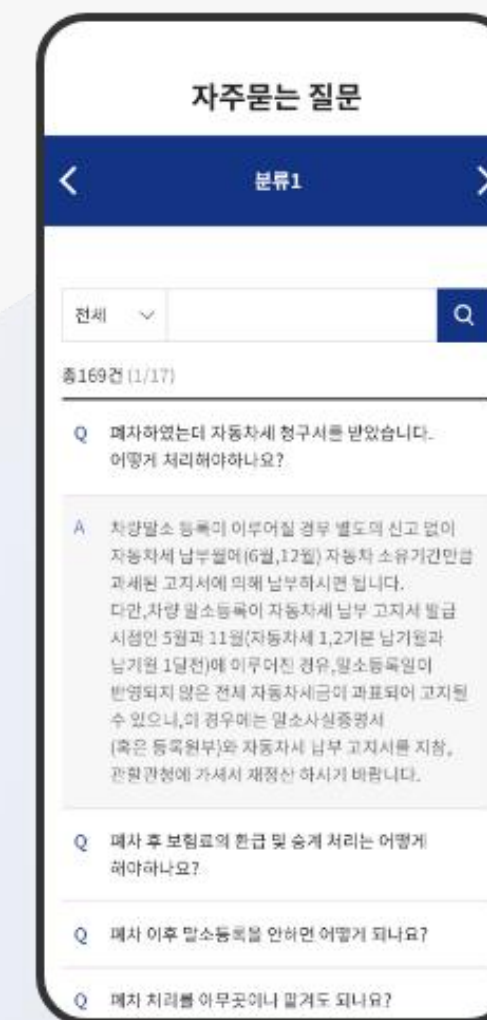 자주묻는 질문
분류1
전체
총169건 (1/17)
Q 폐차하였는데 자동차세 청구서를 받았습니다.
어떻게 처리해야하나요?
A 차량말소 등록이 이루어질 경우 별도의 신고 없이
자동차세 납부월에(6월,12월) 자동차 소유기간만큼
과세된 고지서에 의해 납부하시면 됩니다.
다만,차량 말소등록이 자동차세 납부 고지서 발급
시점인 5월과 11월(자동차세 1,2기분 납기월과
납기월 1달전)에 이루어진 경우,말소등록일이
반영되지 않은 전체 자동차세금이 과표되어 고지될
수 있으니,이 경우에는 말소사실증명서
(혹은 등록원부)와 자동차세 납부 고지서를 지참,
관할관청에 가셔서 재정산 하시기 바랍니다.
Q 폐차 후 보험료의 환급 및 승계 처리는 어떻게
해야하나요?
Q 폐차 이후 말소등록을 안하면 어떻게 되나요?
Q 폐차 처리를 아무곳이나 맡겨도 되나요?